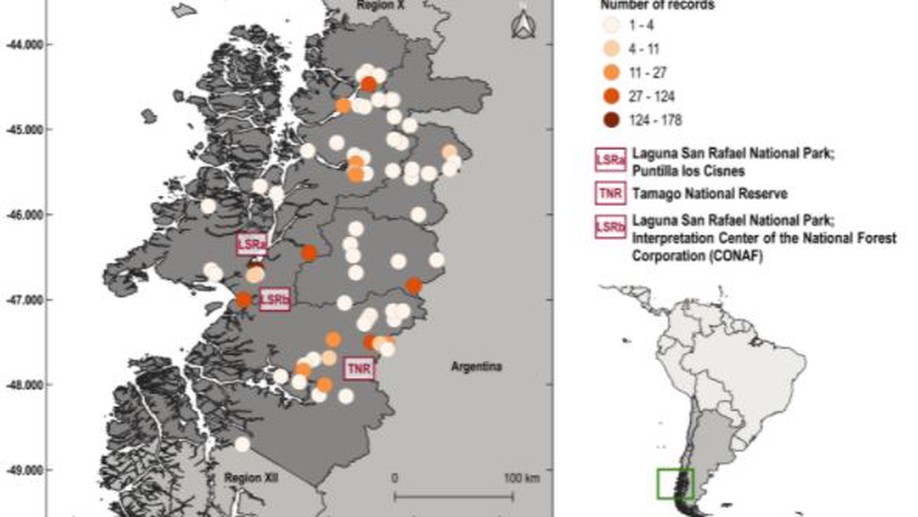 Region X
N
-44.000
-45.000
-46.000
-47.000
-48.000
-49.000
LSRa
LSRb
TNR
Argentina
Region XII
0 100 km
Number of records
1 - 4
4 - 11
11 - 27
27 - 124
124 - 178
LSRa Laguna San Rafael National Park;
Puntilla los Cisnes
TNR Tamago National Reserve
LSRb Laguna San Rafael National Park;
Interpretation Center of the National Forest
Corporation (CONAF)